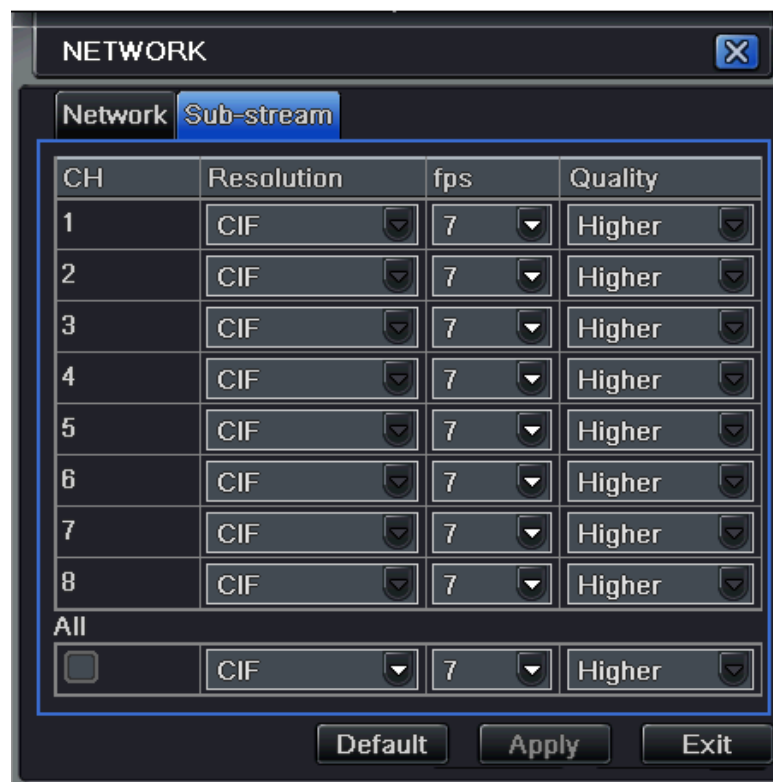 NETWORK
Network Sub-stream
CH Resolution fps Quality
1 CIF 7 Higher
2 CIF 7 Higher
3 CIF 7 Higher
4 CIF 7 Higher
5 CIF 7 Higher
6 CIF 7 Higher
7 CIF 7 Higher
8 CIF 7 Higher
All
CIF 7 Higher
Default Apply Exit